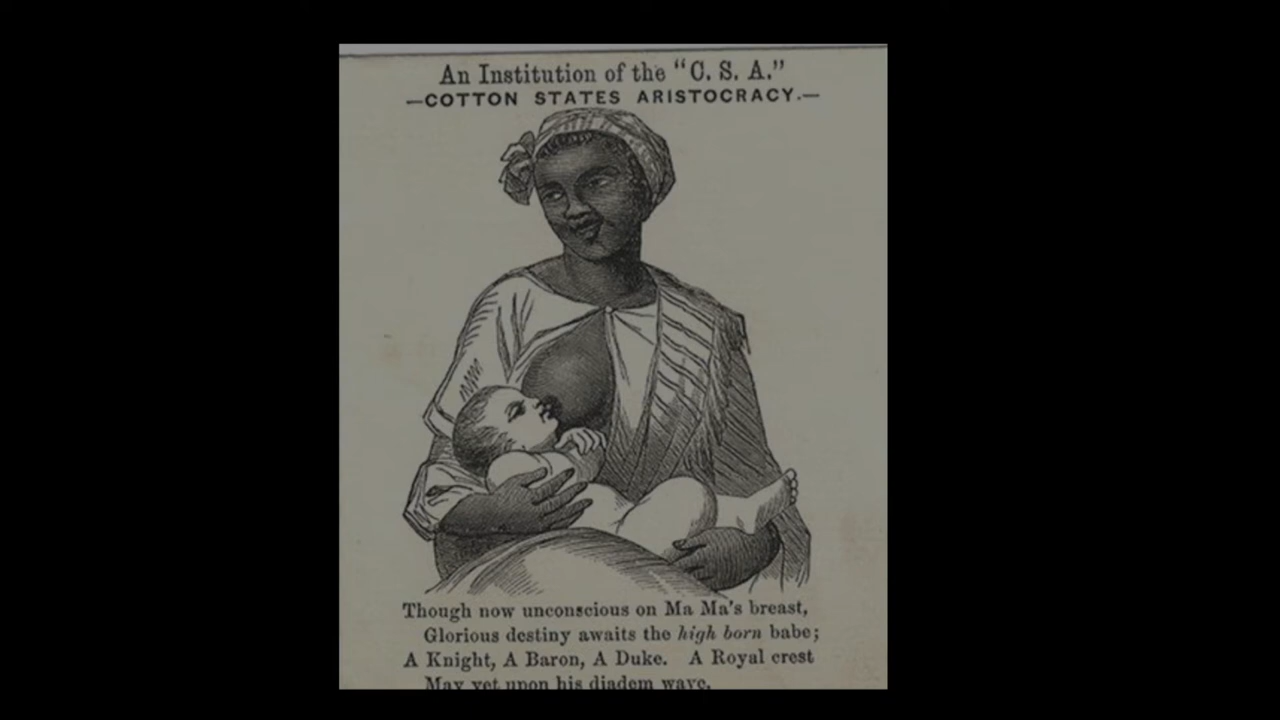 An Institution of the "C. S. A."
—COTTON STATES ARISTOCRACY.—
Though now unconscious on Ma Ma's breast,
Glorious destiny awaits the high born babe;
A Knight, A Baron, A Duke. A Royal crest
May yet upon his diadem wave.